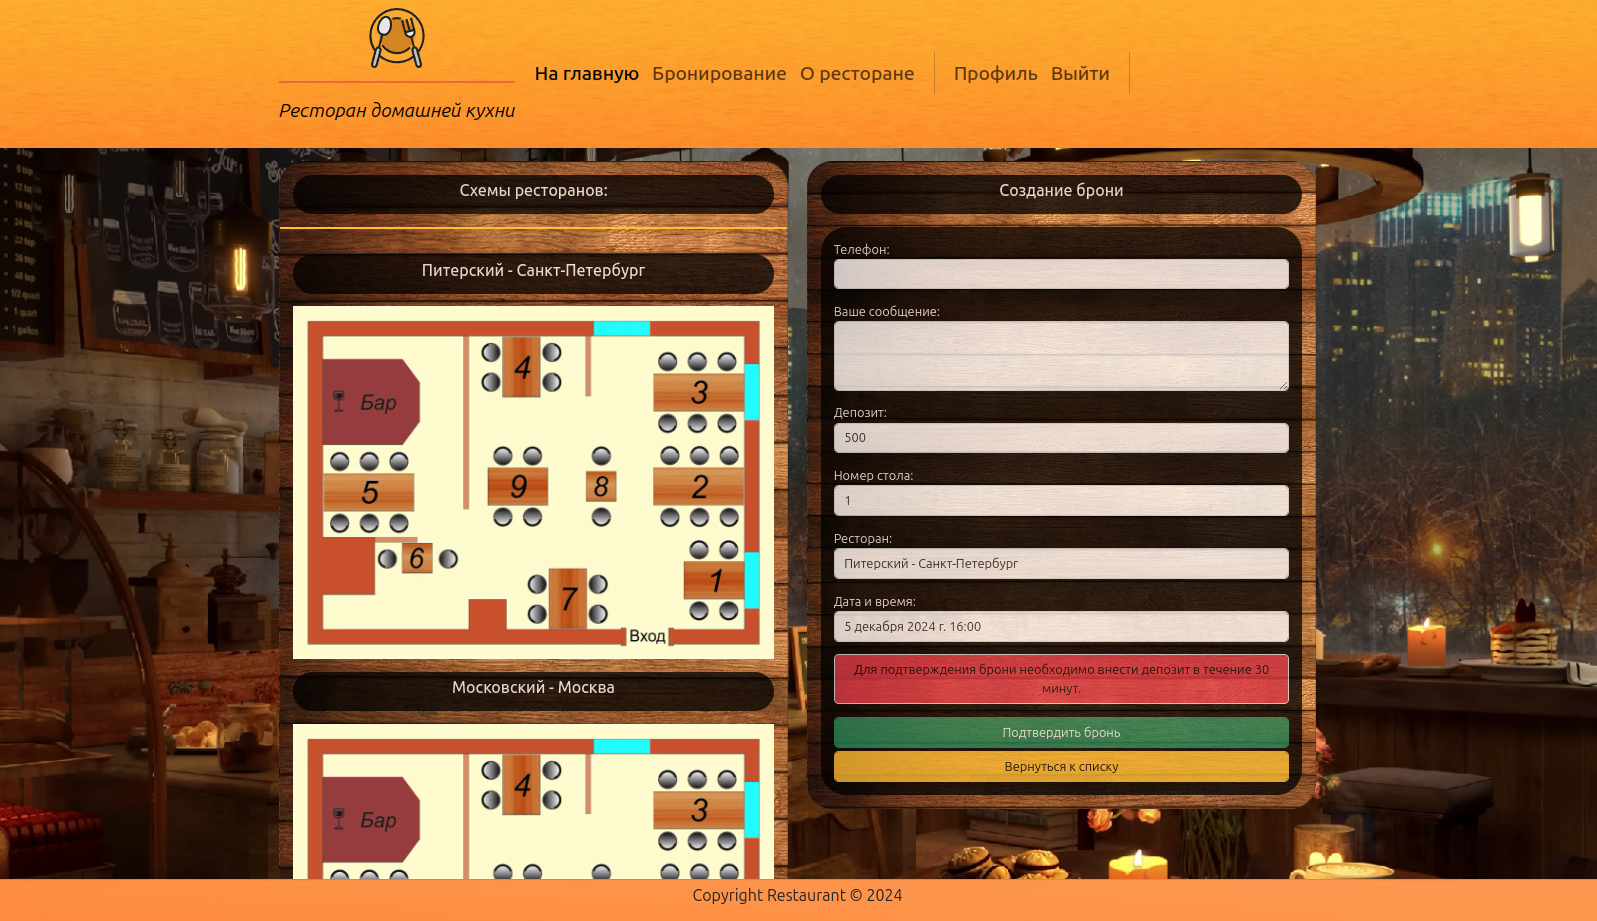 Ресторан домашней кухни
На главную Бронирование О ресторане Профиль Выйти
Схемы ресторанов:
Питерский - Санкт-Петербург
4
3
Бар
5
9
8
2
6
7
1
Вход
Московский - Москва
4
3
Бар
Создание брони
Телефон:
Ваше сообщение:
Депозит:
500
Номер стола:
1
Ресторан:
Питерский - Санкт-Петербург
Дата и время:
5 декабря 2024 г. 16:00
Для подтверждения брони необходимо внести депозит в течение 30
минут.
Подтвердить бронь
Вернуться к списку
Copyright Restaurant © 2024